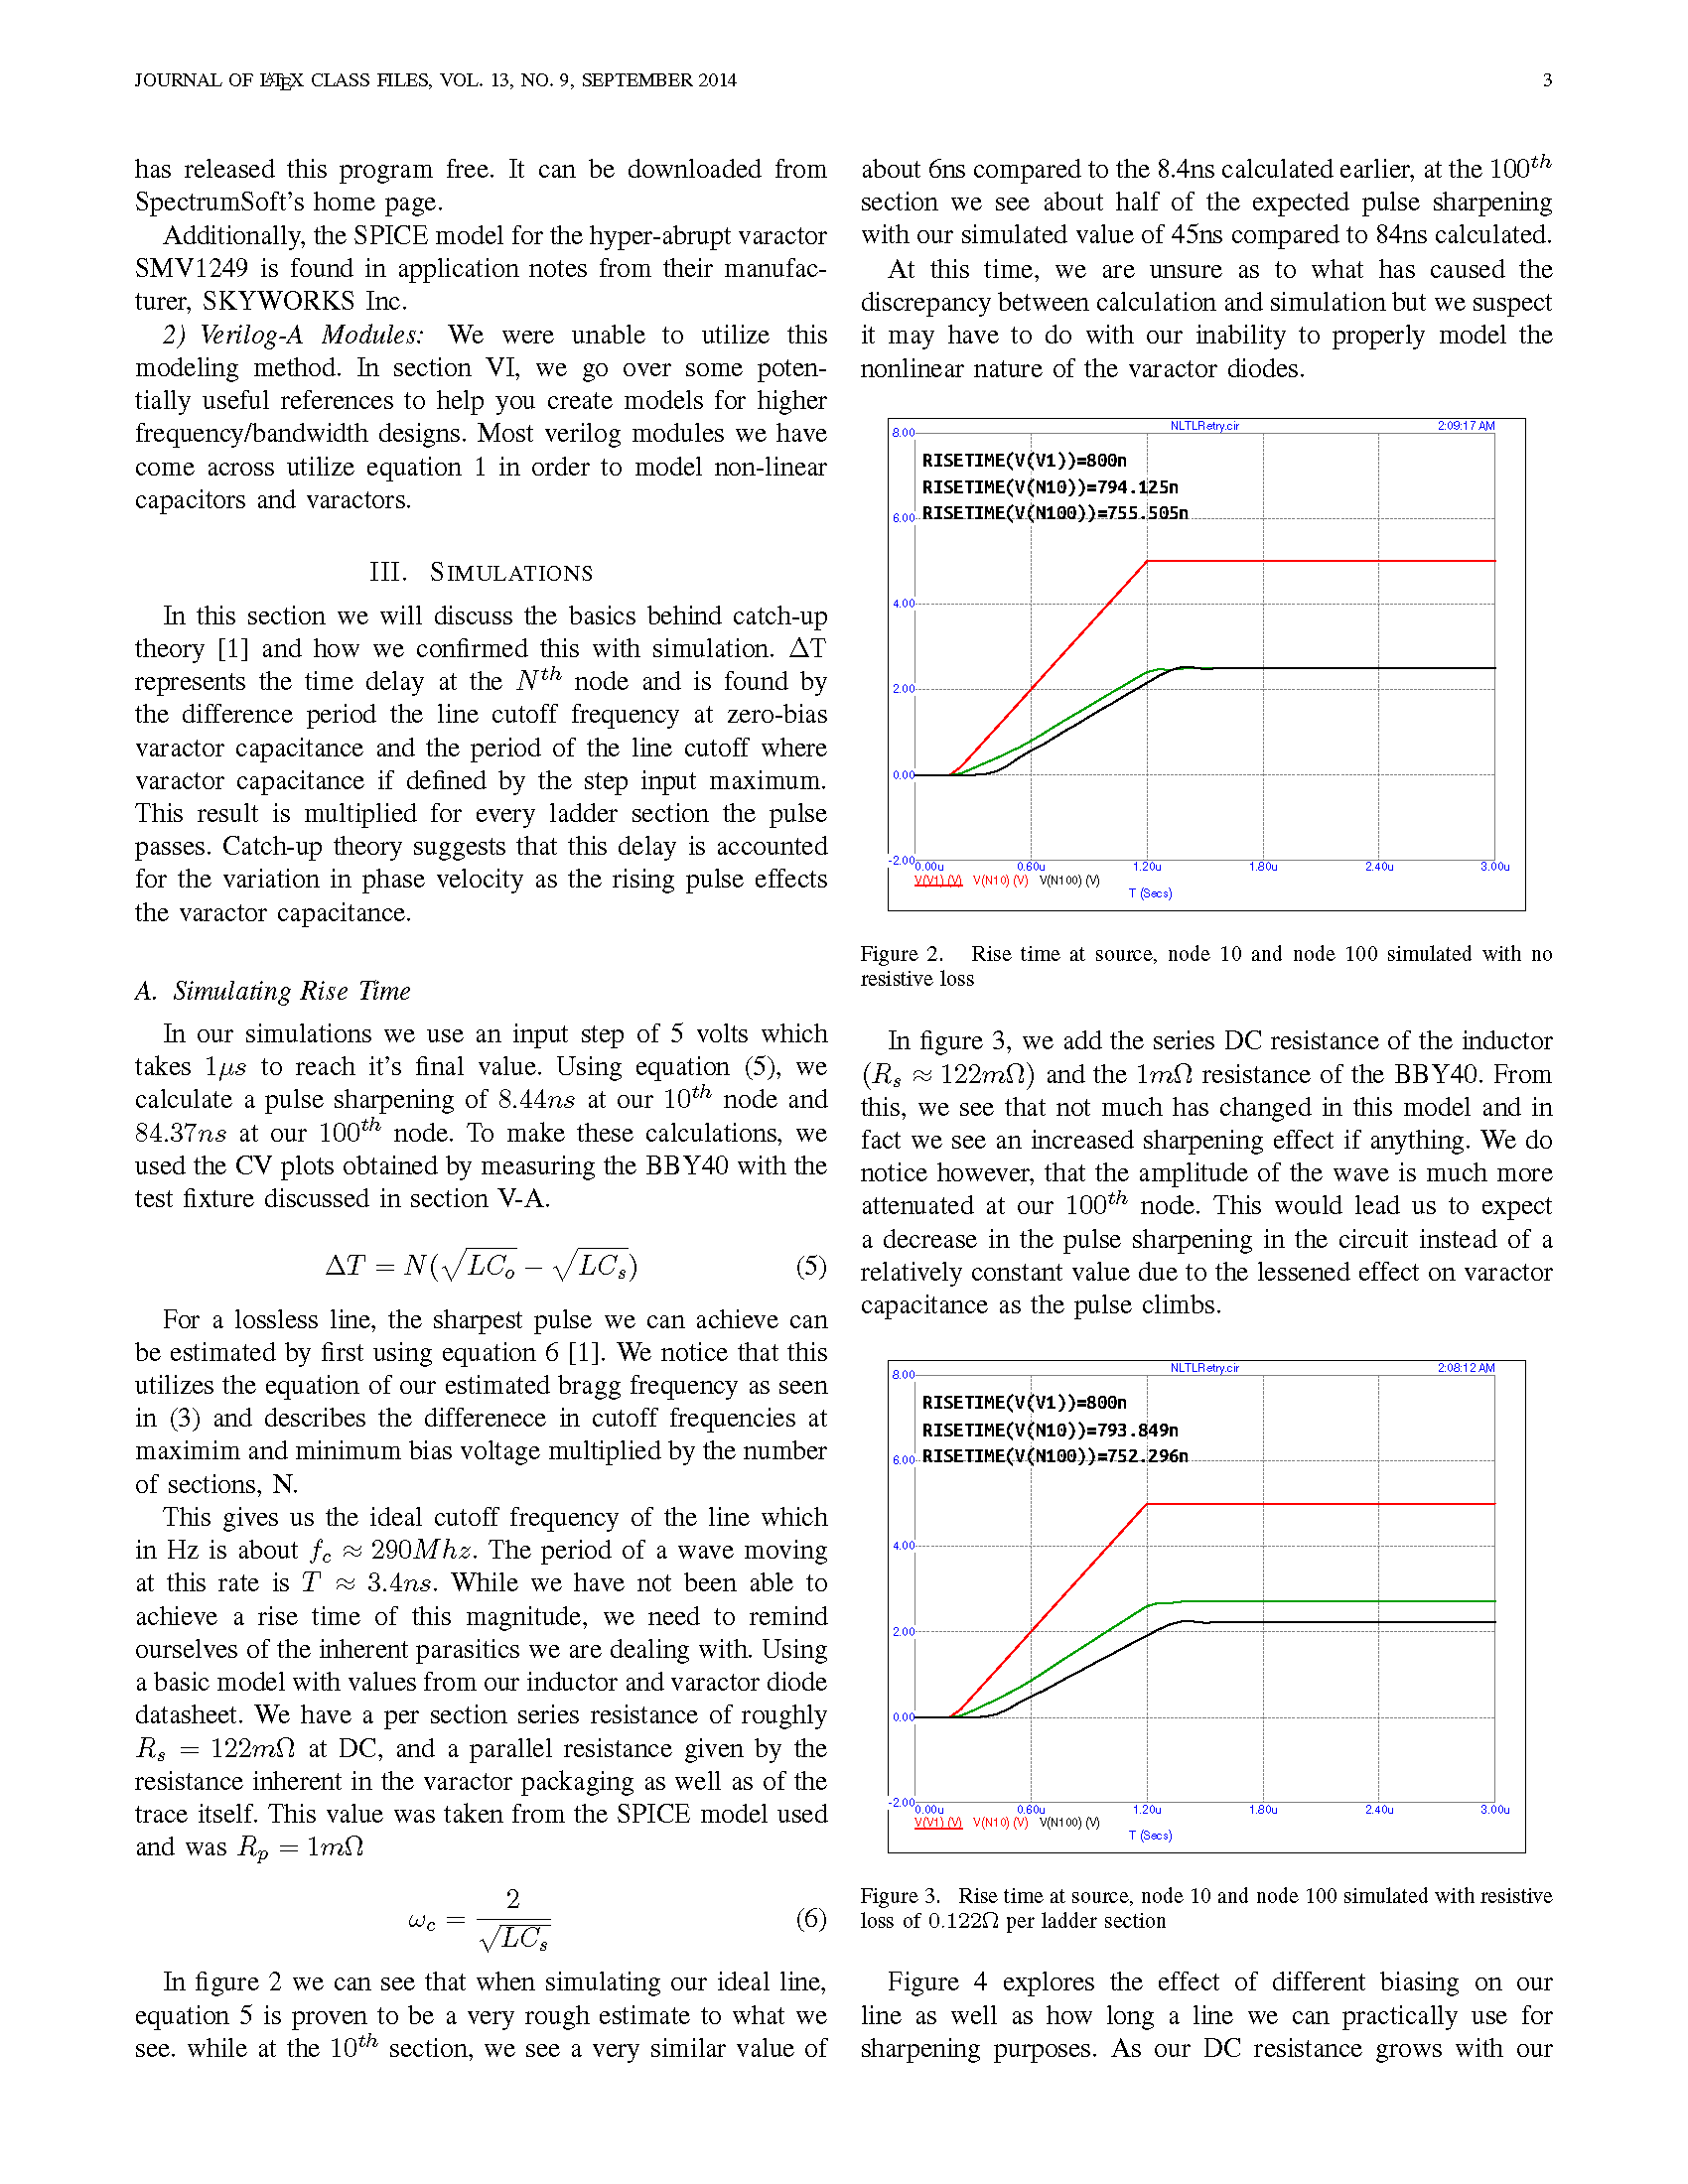 JOURNAL OF LATEX CLASS FILES, VOL. 13, NO. 9, SEPTEMBER 2014
3
has released this program free. It can be downloaded from
SpectrumSoft's home page.
Additionally, the SPICE model for the hyper-abrupt varactor
SMV1249 is found in application notes from their manufac-
turer, SKYWORKS Inc.
2) Verilog-A Modules: We were unable to utilize this
modeling method. In section VI, we go over some poten-
tially useful references to help you create models for higher
frequency/bandwidth designs. Most verilog modules we have
come across utilize equation 1 in order to model non-linear
capacitors and varactors.
III. SIMULATIONS
In this section we will discuss the basics behind catch-up
theory [1] and how we confirmed this with simulation. ΔT
represents the time delay at the N^th node and is found by
the difference period the line cutoff frequency at zero-bias
varactor capacitance and the period of the line cutoff where
varactor capacitance if defined by the step input maximum.
This result is multiplied for every ladder section the pulse
passes. Catch-up theory suggests that this delay is accounted
for the variation in phase velocity as the rising pulse effects
the varactor capacitance.
A. Simulating Rise Time
In our simulations we use an input step of 5 volts which
takes 1μs to reach it's final value. Using equation (5), we
calculate a pulse sharpening of 8.44ns at our 10^th node and
84.37ns at our 100^th node. To make these calculations, we
used the CV plots obtained by measuring the BBY40 with the
test fixture discussed in section V-A.
ΔT = N(√LC_o − √LC_s) (5)
For a lossless line, the sharpest pulse we can achieve can
be estimated by first using equation 6 [1]. We notice that this
utilizes the equation of our estimated bragg frequency as seen
in (3) and describes the differenece in cutoff frequencies at
maximim and minimum bias voltage multiplied by the number
of sections, N.
This gives us the ideal cutoff frequency of the line which
in Hz is about f_c ≈ 290Mhz. The period of a wave moving
at this rate is T ≈ 3.4ns. While we have not been able to
achieve a rise time of this magnitude, we need to remind
ourselves of the inherent parasitics we are dealing with. Using
a basic model with values from our inductor and varactor diode
datasheet. We have a per section series resistance of roughly
R_s = 122mΩ at DC, and a parallel resistance given by the
resistance inherent in the varactor packaging as well as of the
trace itself. This value was taken from the SPICE model used
and was R_p = 1mΩ
ω_c = 2/√LC_s (6)
In figure 2 we can see that when simulating our ideal line,
equation 5 is proven to be a very rough estimate to what we
see. while at the 10^th section, we see a very similar value of
about 6ns compared to the 8.4ns calculated earlier, at the 100^th
section we see about half of the expected pulse sharpening
with our simulated value of 45ns compared to 84ns calculated.
At this time, we are unsure as to what has caused the
discrepancy between calculation and simulation but we suspect
it may have to do with our inability to properly model the
nonlinear nature of the varactor diodes.
NLTLRetry.cir 2:09:17 AM
8.00
RISETIME(V(V1))=800n
RISETIME(V(N10))=794.125n
6.00 RISETIME(V(N100))=755.505n
4.00
2.00
0.00
-2.00
0.00u 0.60u 1.20u 1.80u 2.40u 3.00u
V(V1) (V) V(N10) (V) V(N100) (V)
T (Secs)
Figure 2. Rise time at source, node 10 and node 100 simulated with no
resistive loss
In figure 3, we add the series DC resistance of the inductor
(R_s ≈ 122mΩ) and the 1mΩ resistance of the BBY40. From
this, we see that not much has changed in this model and in
fact we see an increased sharpening effect if anything. We do
notice however, that the amplitude of the wave is much more
attenuated at our 100^th node. This would lead us to expect
a decrease in the pulse sharpening in the circuit instead of a
relatively constant value due to the lessened effect on varactor
capacitance as the pulse climbs.
NLTLRetry.cir 2:08:12 AM
8.00
RISETIME(V(V1))=800n
RISETIME(V(N10))=793.849n
6.00 RISETIME(V(N100))=752.296n
4.00
2.00
0.00
-2.00
0.00u 0.60u 1.20u 1.80u 2.40u 3.00u
V(V1) (V) V(N10) (V) V(N100) (V)
T (Secs)
Figure 3. Rise time at source, node 10 and node 100 simulated with resistive
loss of 0.122Ω per ladder section
Figure 4 explores the effect of different biasing on our
line as well as how long a line we can practically use for
sharpening purposes. As our DC resistance grows with our